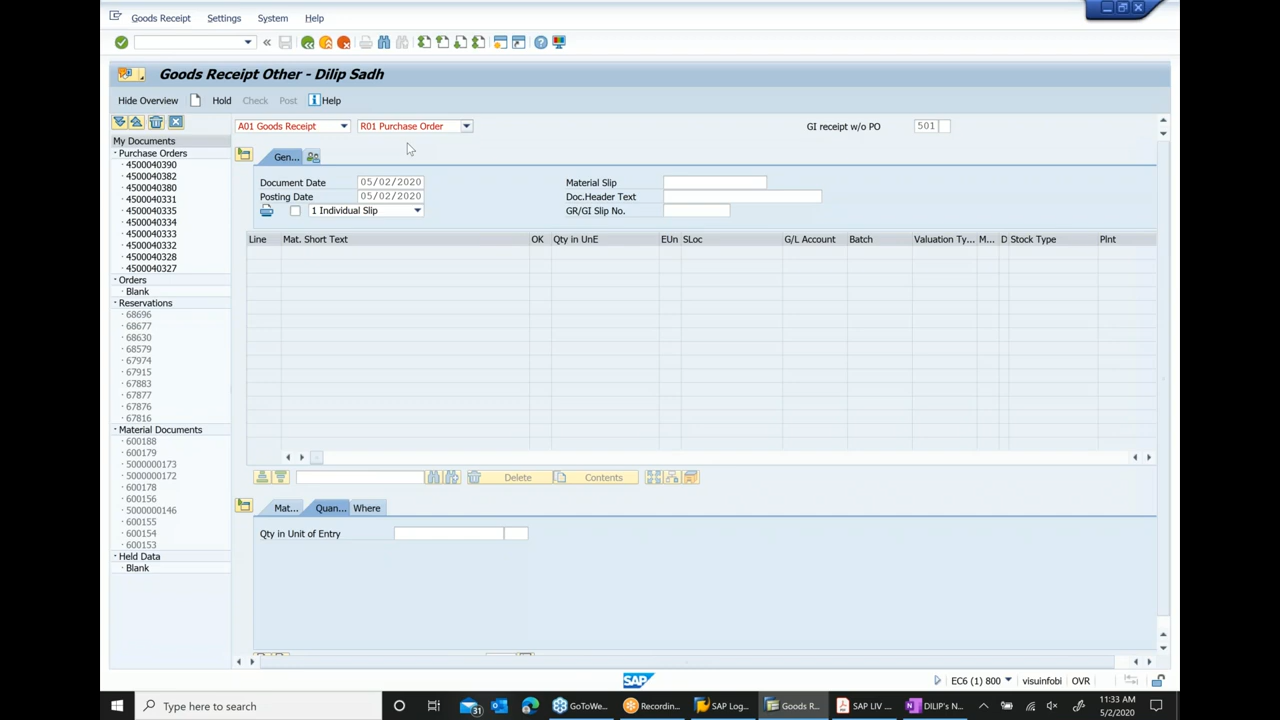 Goods Receipt Settings System Help
Goods Receipt Other - Dilip Sadh
Hide Overview Hold Check Post Help
My Documents
Purchase Orders
4500040390
4500040382
4500040380
4500040331
4500040335
4500040334
4500040333
4500040332
4500040328
4500040327
Orders
Blank
Reservations
68696
68677
68630
68579
67974
67915
67883
67877
67876
67816
Material Documents
600188
600179
5000000173
5000000172
600178
600156
5000000146
600155
600154
600153
Held Data
Blank
A01 Goods Receipt R01 Purchase Order GI receipt w/o PO 501
Gen...
Document Date 05/02/2020 Material Slip
Posting Date 05/02/2020 Doc.Header Text
1 Individual Slip GR/GI Slip No.
Line Mat. Short Text OK Qty in UnE EUn SLoc G/L Account Batch Valuation Ty... M... D Stock Type Plnt
Delete Contents
Mat... Quan... Where
Qty in Unit of Entry
SAP
EC6 (1) 800 visuinfobi OVR
Type here to search 31 GoToWe... Recordin... SAP Log... Goods R... SAP LIV ... DILIP's N... 11:33 AM
5/2/2020